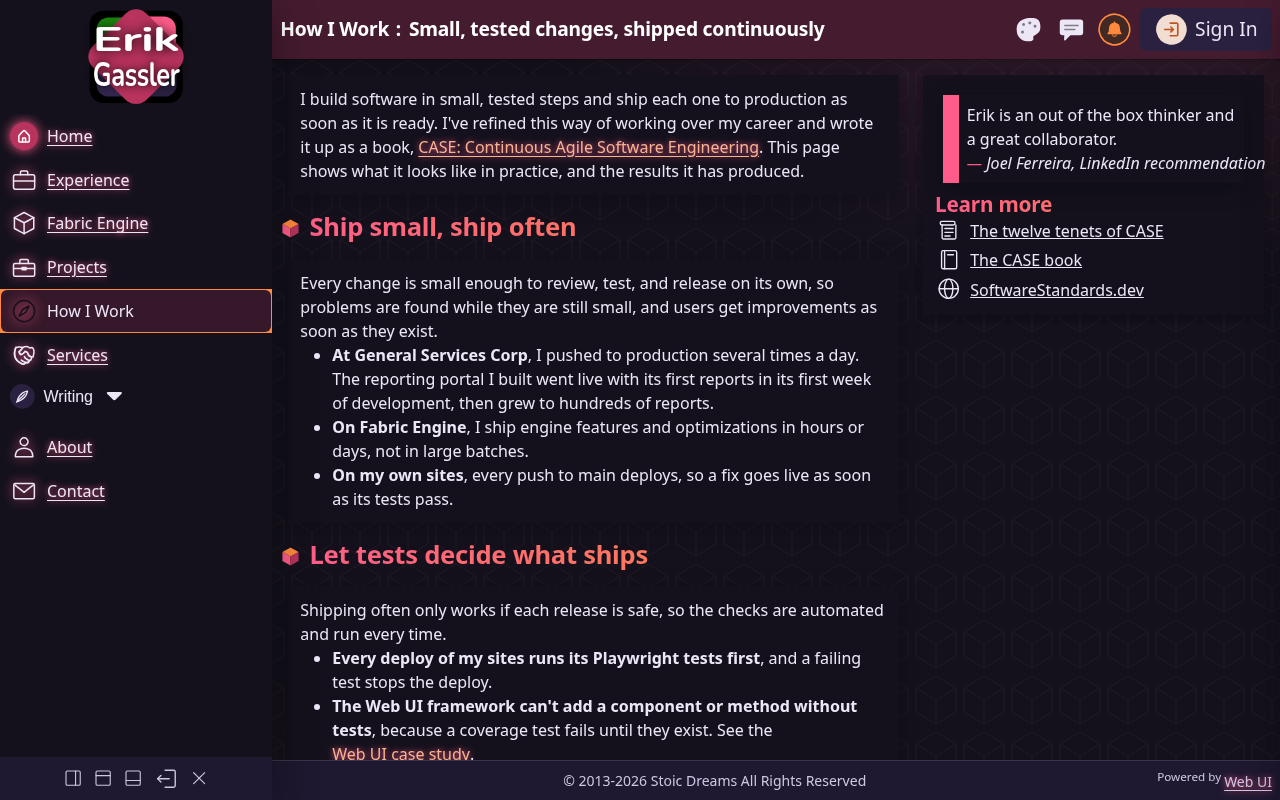 Erik
Gassler
Home
Experience
Fabric Engine
Projects
How I Work
Services
Writing
About
Contact
How I Work : Small, tested changes, shipped continuously
Sign In
I build software in small, tested steps and ship each one to production as
soon as it is ready. I've refined this way of working over my career and wrote
it up as a book, CASE: Continuous Agile Software Engineering. This page
shows what it looks like in practice, and the results it has produced.
Ship small, ship often
Every change is small enough to review, test, and release on its own, so
problems are found while they are still small, and users get improvements as
soon as they exist.
At General Services Corp, I pushed to production several times a day.
The reporting portal I built went live with its first reports in its first week
of development, then grew to hundreds of reports.
On Fabric Engine, I ship engine features and optimizations in hours or
days, not in large batches.
On my own sites, every push to main deploys, so a fix goes live as soon
as its tests pass.
Let tests decide what ships
Shipping often only works if each release is safe, so the checks are automated
and run every time.
Every deploy of my sites runs its Playwright tests first, and a failing
test stops the deploy.
The Web UI framework can't add a component or method without
tests, because a coverage test fails until they exist. See the
Web UI case study.
Erik is an out of the box thinker and
a great collaborator.
— Joel Ferreira, LinkedIn recommendation
Learn more
The twelve tenets of CASE
The CASE book
SoftwareStandards.dev
© 2013-2026 Stoic Dreams All Rights Reserved
Powered by Web UI